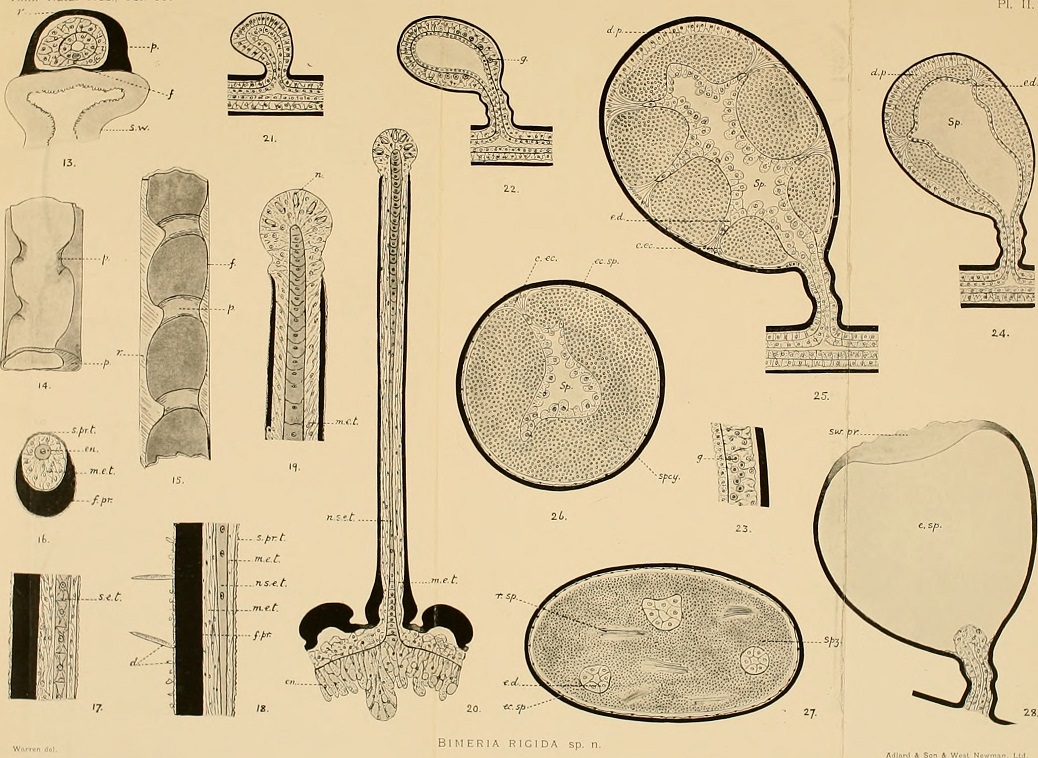 Pl. II.
p.
f
s.w.
13.
21.
g.
22.
d.p.
Sp.
e.d
c.ec.
25.
d.p
e.d.
Sp.
24.
p.
p.
14.
f.
p.
r.
15.
n.
m.e.t.
19.
c.ec.
ec.sp.
Sp.
spcy.
26.
g
23.
sw.pr.
e.sp.
28.
s.pr.t.
en.
m.e.t.
f.pr.
16.
s.e.t.
17.
s.pr.t.
m.e.t.
n.s.e.t.
m.e.t.
f.pr.
d.
18.
n.s.e.t.
m.e.t.
en.
20.
r.sp.
spz.
e.d
ec.sp
27.
BIMERIA RIGIDA sp. n.
Warren del.
Adlard & Son & West Newman, Ltd.